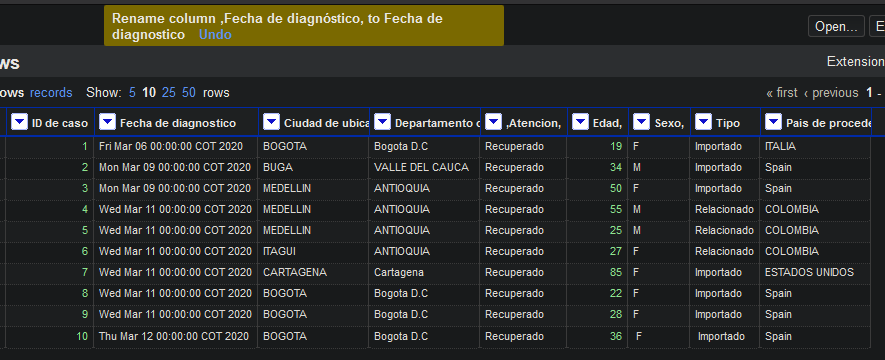 Rename column ,Fecha de diagnóstico, to Fecha de
diagnostico Undo
Open... E
ws Extension
ows records Show: 5 10 25 50 rows « first ‹ previous 1 -
ID de caso Fecha de diagnostico Ciudad de ubica Departamento o ,Atencion, Edad, Sexo, Tipo Pais de procede
1 Fri Mar 06 00:00:00 COT 2020 BOGOTA Bogota D.C Recuperado 19 F Importado ITALIA
2 Mon Mar 09 00:00:00 COT 2020 BUGA VALLE DEL CAUCA Recuperado 34 M Importado Spain
3 Mon Mar 09 00:00:00 COT 2020 MEDELLIN ANTIOQUIA Recuperado 50 F Importado Spain
4 Wed Mar 11 00:00:00 COT 2020 MEDELLIN ANTIOQUIA Recuperado 55 M Relacionado COLOMBIA
5 Wed Mar 11 00:00:00 COT 2020 MEDELLIN ANTIOQUIA Recuperado 25 M Relacionado COLOMBIA
6 Wed Mar 11 00:00:00 COT 2020 ITAGUI ANTIOQUIA Recuperado 27 F Relacionado COLOMBIA
7 Wed Mar 11 00:00:00 COT 2020 CARTAGENA Cartagena Recuperado 85 F Importado ESTADOS UNIDOS
8 Wed Mar 11 00:00:00 COT 2020 BOGOTA Bogota D.C Recuperado 22 F Importado Spain
9 Wed Mar 11 00:00:00 COT 2020 BOGOTA Bogota D.C Recuperado 28 F Importado Spain
10 Thu Mar 12 00:00:00 COT 2020 BOGOTA Bogota D.C Recuperado 36 F Importado Spain